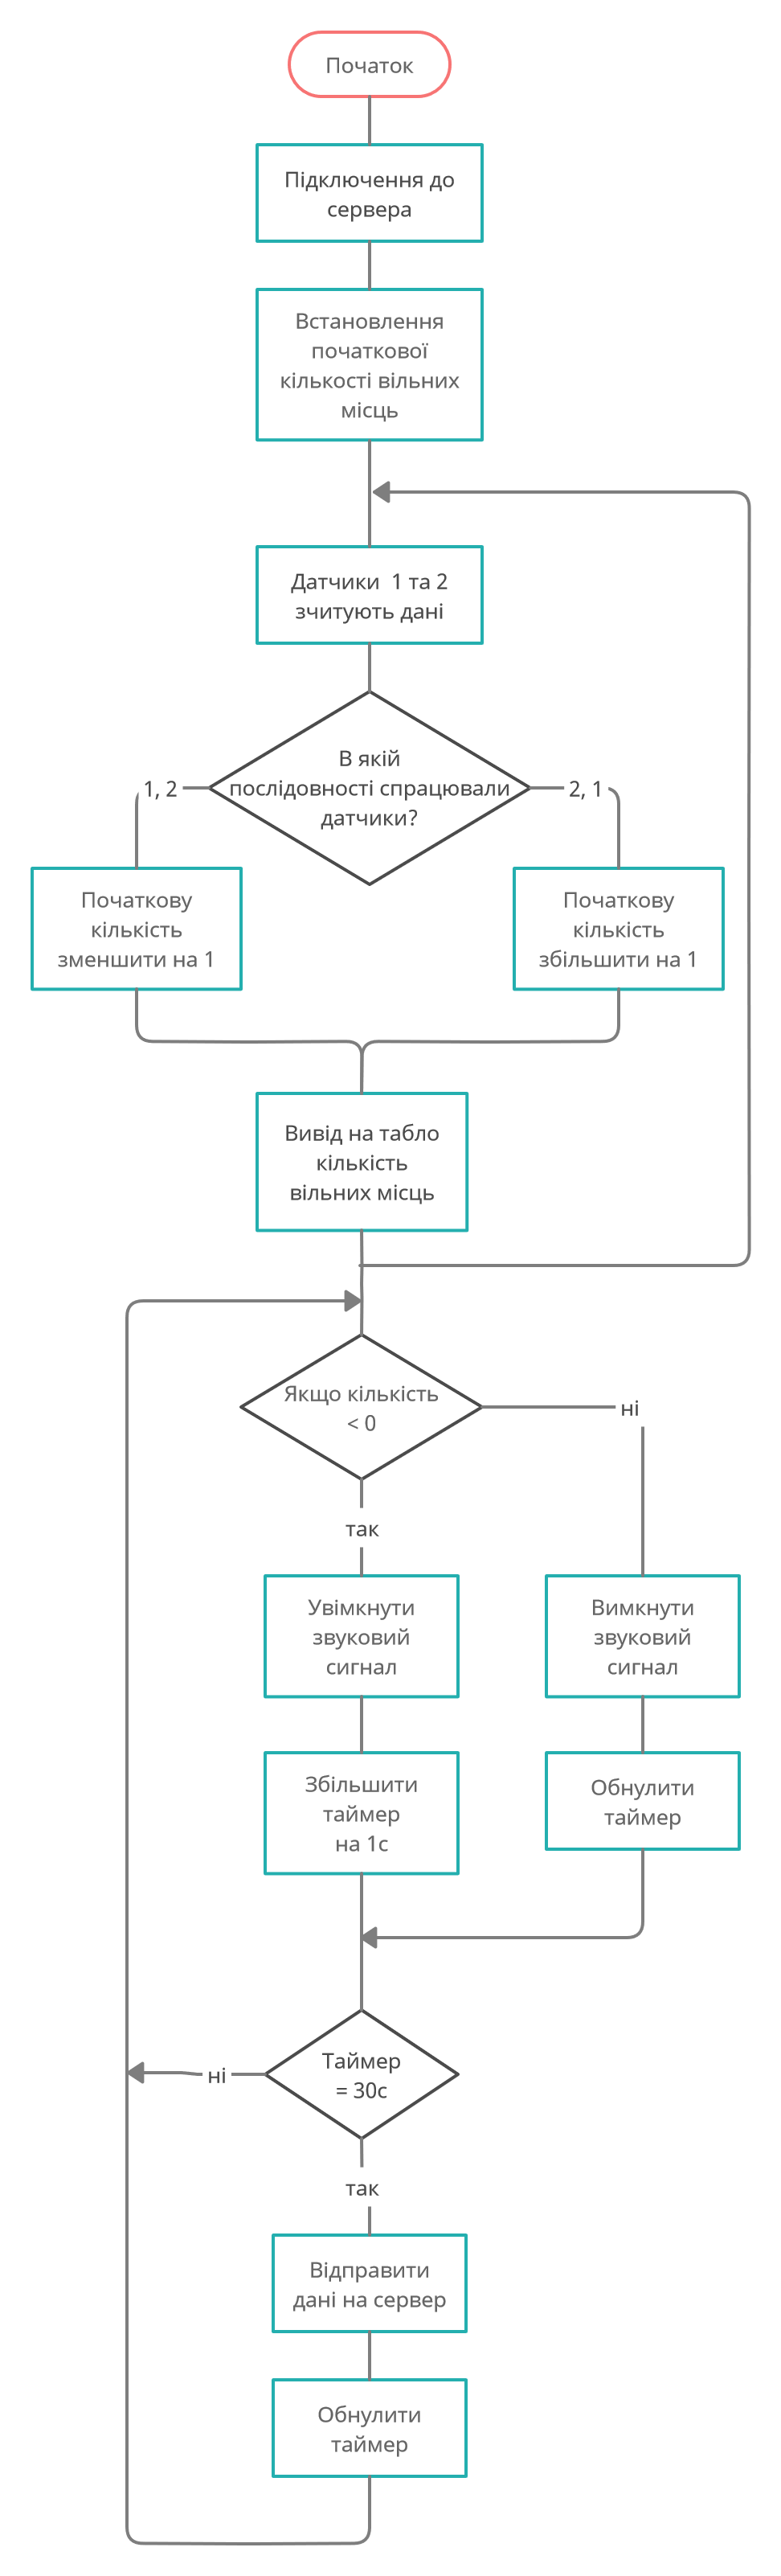 Початок
Підключення до
сервера
Встановлення
початкової
кількості вільних
місць
Датчики  1 та 2
зчитують дані
В якій
послідовності спрацювали
датчики?
1, 2
2, 1
Початкову
кількість
зменшити на 1
Початкову
кількість
збільшити на 1
Вивід на табло
кількість
вільних місць
Якщо кількість
< 0
ні
так
Увімкнути
звуковий
сигнал
Вимкнути
звуковий
сигнал
Збільшити
таймер
на 1с
Обнулити
таймер
Таймер
= 30с
ні
так
Відправити
дані на сервер
Обнулити
таймер